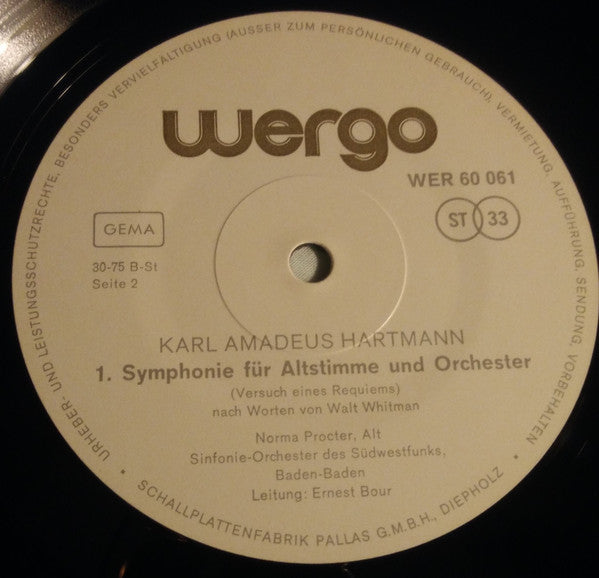 URHEBER- UND LEISTUNGSSCHUTZRECHTE, BESONDERS VERVIELFÄLTIGUNG (AUSSER ZUM PERSÖNLICHEN GEBRAUCH), VERMIETUNG, AUFFÜHRUNG, SENDUNG, VORBEHALTEN •
wergo
WER 60 061
GEMA
ST 33
30-75 B-St
Seite 2
KARL AMADEUS HARTMANN
1. Symphonie für Altstimme und Orchester
(Versuch eines Requiems)
nach Worten von Walt Whitman
Norma Procter, Alt
Sinfonie-Orchester des Südwestfunks,
Baden-Baden
Leitung: Ernest Bour
• SCHALLPLATTENFABRIK PALLAS G.M.B.H., DIEPHOLZ •